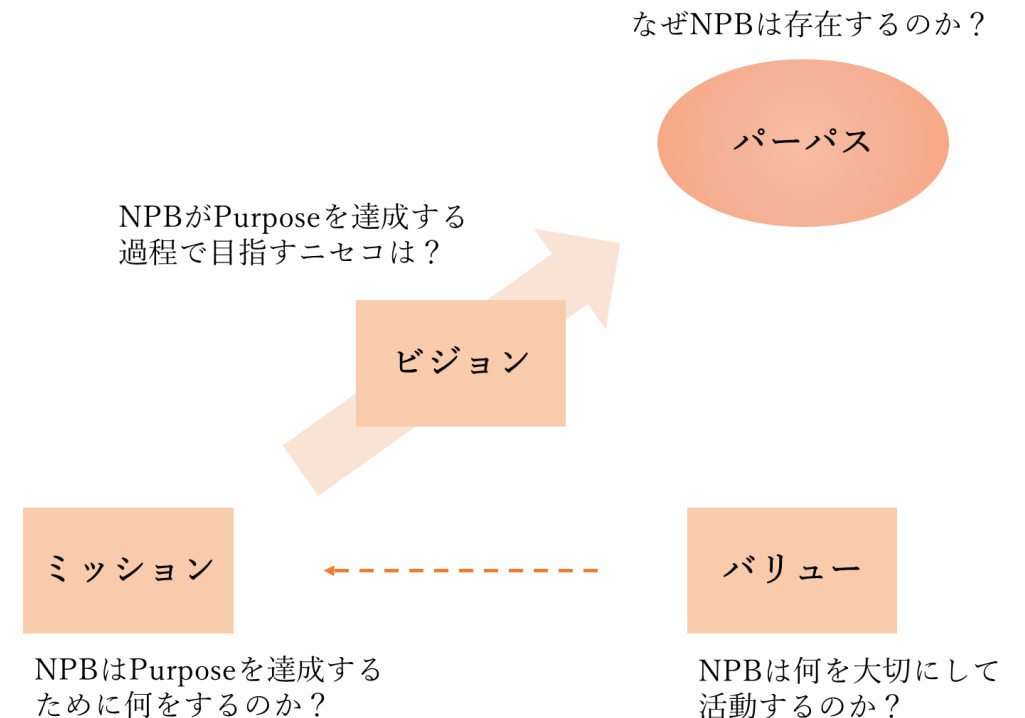 なぜNPBは存在するのか？
パーパス
NPBがPurposeを達成する
過程で目指すニセコは？
ビジョン
ミッション
バリュー
NPBはPurposeを達成する
ために何をするのか？
NPBは何を大切にして
活動するのか？